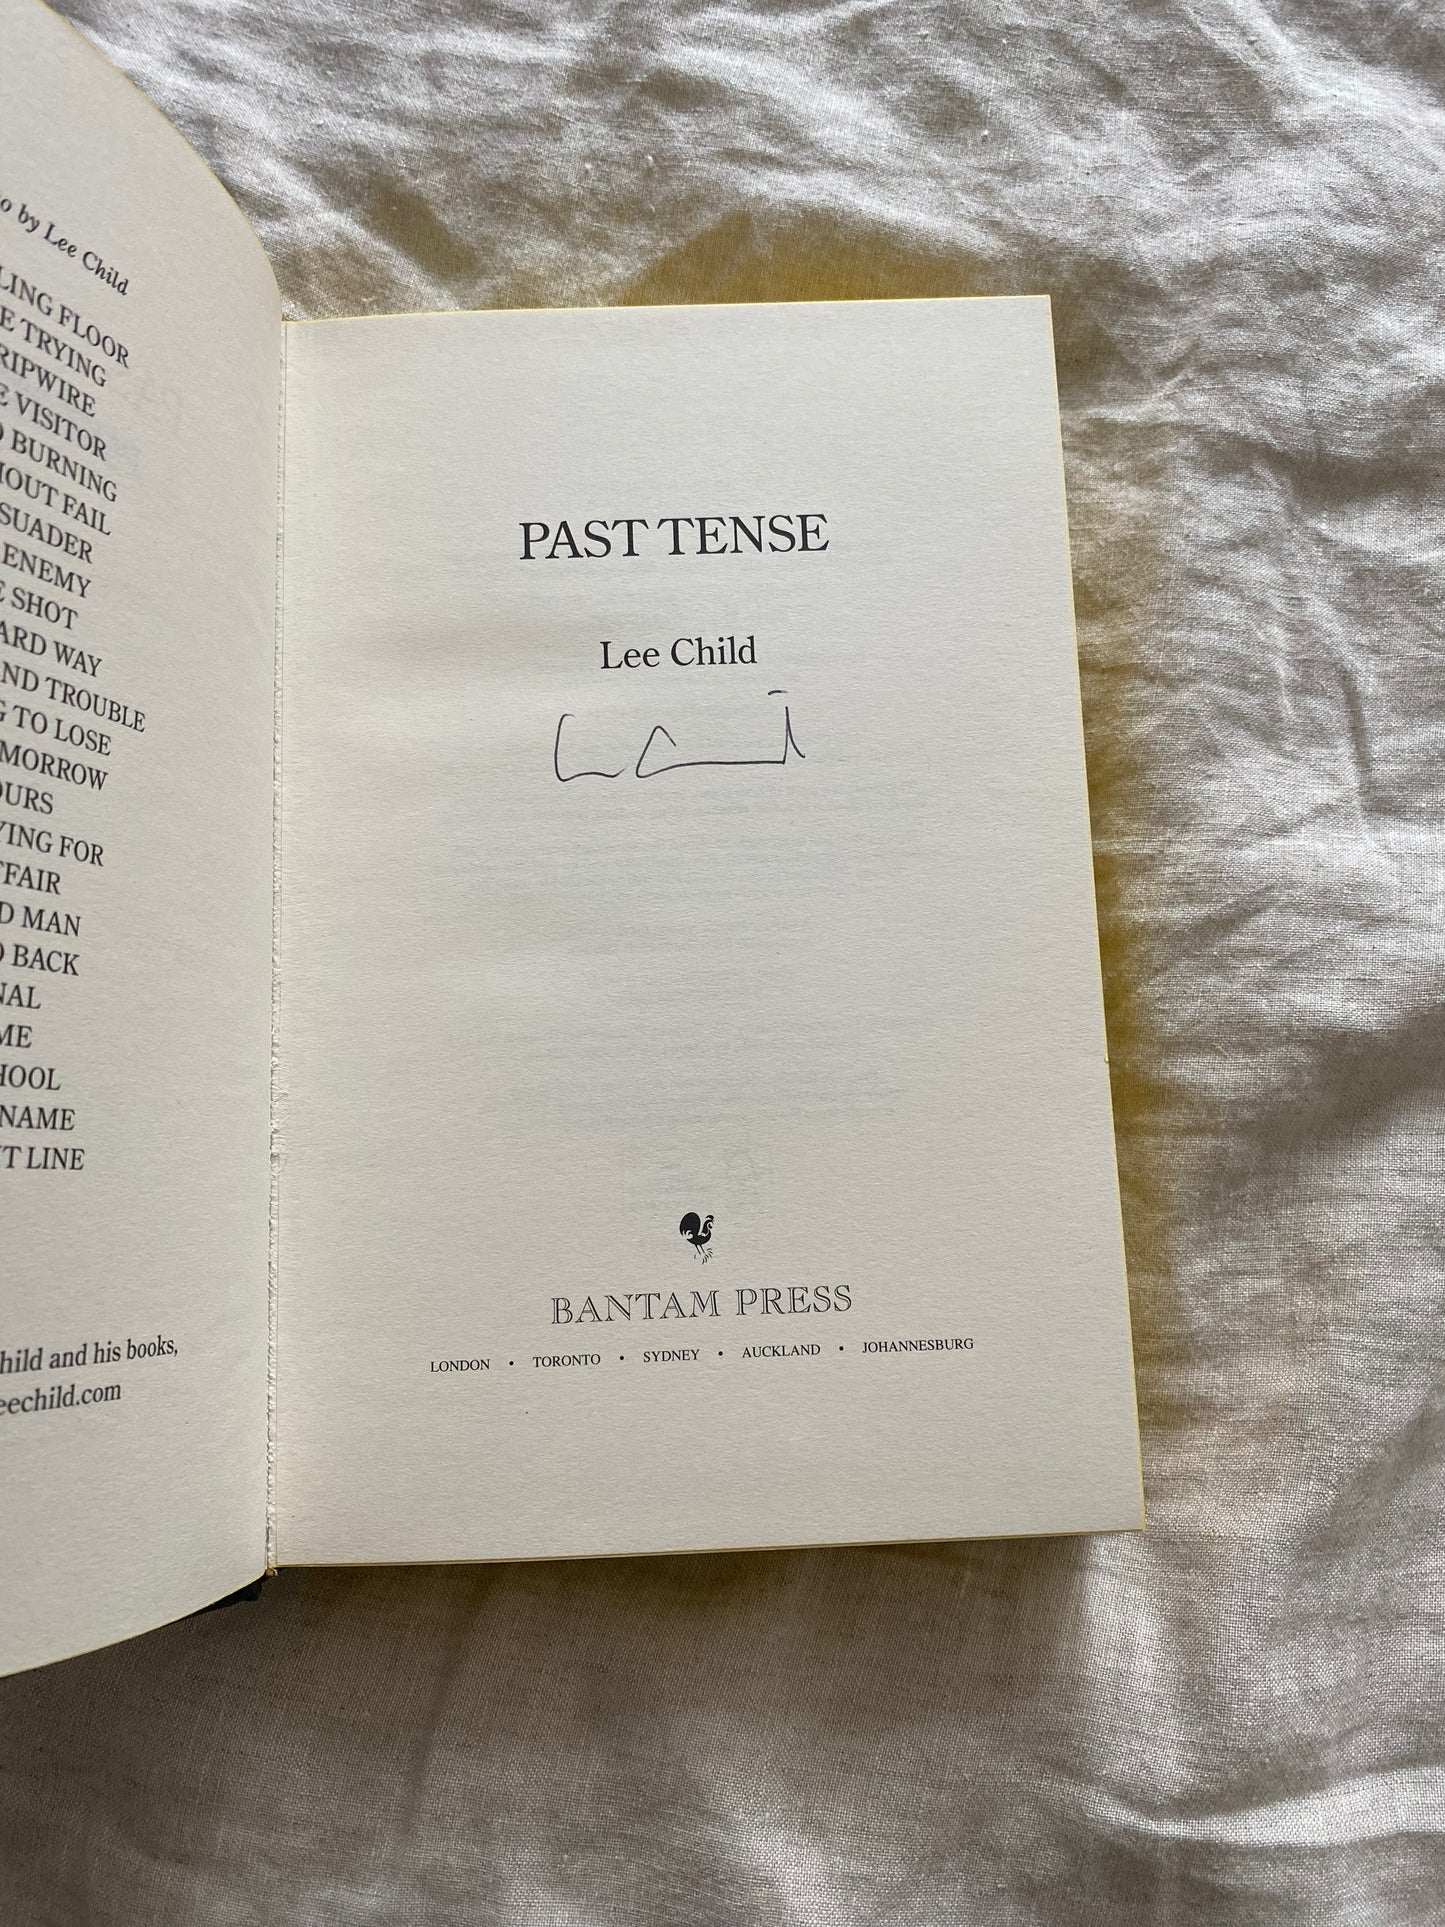 o by Lee Child
LING FLOOR
E TRYING
RIPWIRE
E VISITOR
BURNING
HOUT FAIL
SUADER
ENEMY
E SHOT
ARD WAY
ND TROUBLE
G TO LOSE
MORROW
OURS
YING FOR
FFAIR
D MAN
BACK
NAL
ME
HOOL
NAME
T LINE
hild and his books,
eechild.com
PAST TENSE
Lee Child
BANTAM PRESS
LONDON • TORONTO • SYDNEY • AUCKLAND • JOHANNESBURG